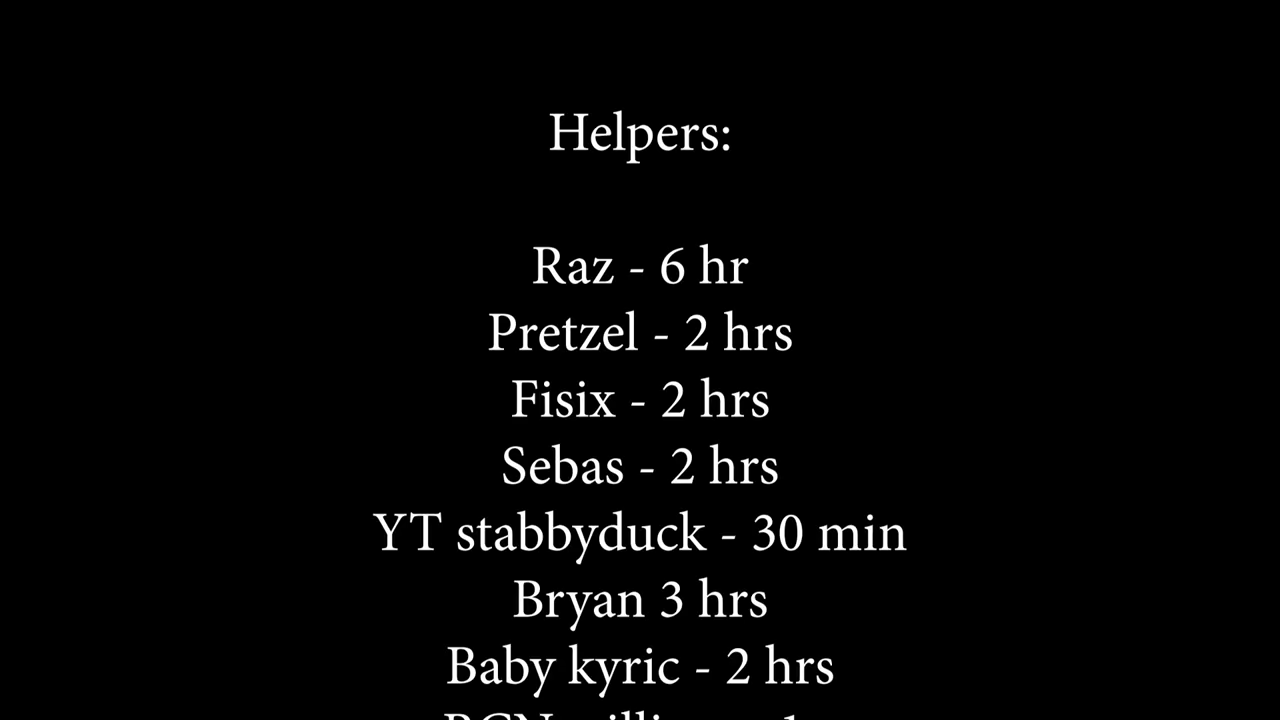 Helpers:
Raz - 6 hr
Pretzel - 2 hrs
Fisix - 2 hrs
Sebas - 2 hrs
YT stabbyduck - 30 min
Bryan 3 hrs
Baby kyric - 2 hrs